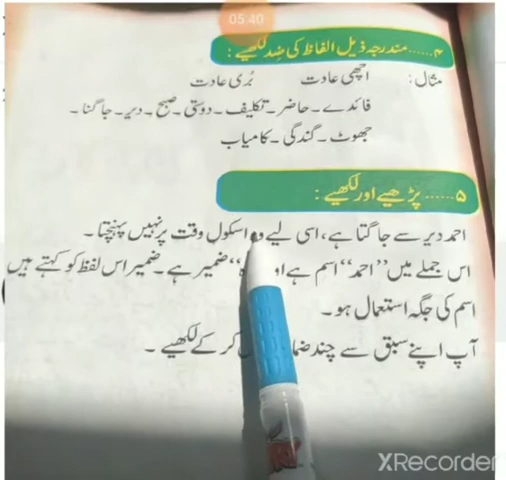 05:40
۴......مندرجہ ذیل الفاظ کی ضد لکھیے :
مثال : اچھی عادت بُری عادت
فائدے ۔ حاضر ۔ تکلیف ۔ دوستی ۔ صبح ۔ دیر ۔ جاگنا ۔
جھوٹ ۔ گندگی ۔ کامیاب
۵......پڑھیے اور لکھیے :
احمد دیر سے جاگتا ہے، اسی لیے وہ اسکول وقت پر نہیں پہنچتا ۔
اس جملے میں ”احمد“ اسم ہے “ضمیر ہے ۔ ضمیر اس لفظ کو کہتے ہیں
اسم کی جگہ استعمال ہو ۔
آپ اپنے سبق سے چند کر کے لکھیے ۔
XRecorder